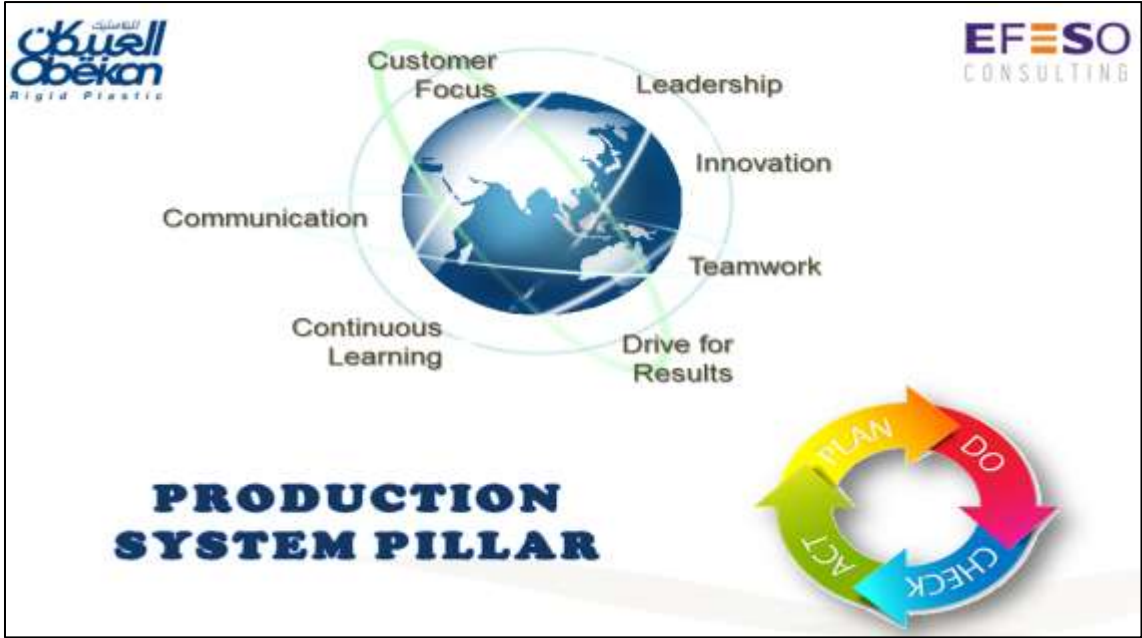 العبيكان
Obëkan
Rigid Plastic
EFESO
CONSULTING
Customer
Focus
Leadership
Innovation
Communication
Teamwork
Continuous
Learning
Drive for
Results
PLAN
DO
CHECK
ACT
PRODUCTION
SYSTEM PILLAR